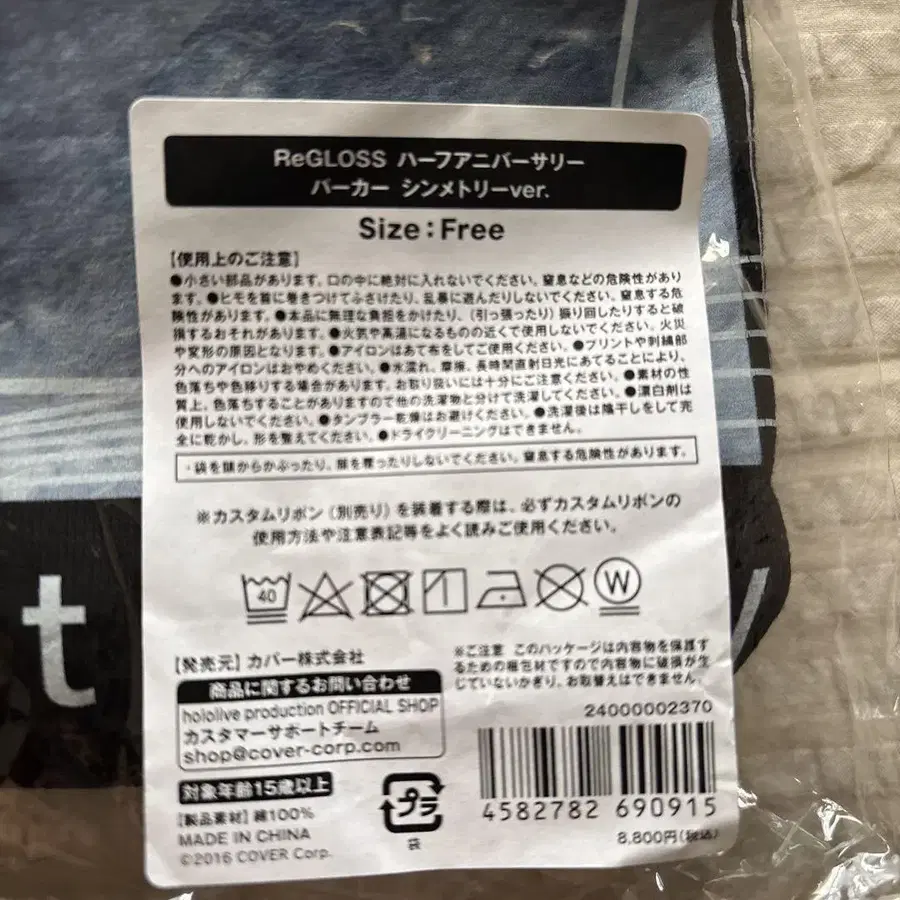 ReGLOSS ハーフアニバーサリー
パーカー シンメトリーver.
Size:Free
【使用上のご注意】
●小さい部品があります。口の中に絶対に入れないでください。窒息などの危険性があり
ます。●ヒモを首に巻きつけてふざけたり、乱暴に遊んだりしないでください。窒息する危
険性があります。●本品に無理な負担をかけたり、(引っ張ったり)振り回したりすると破
損するおそれがあります。●火気や高温になるものの近くで使用しないでください。火災
や変形の原因となります。●アイロンはあて布をしてご使用ください。●プリントや刺繍部
分へのアイロンはおやめください。●水濡れ、摩擦、長時間直射日光にあてることにより、
色落ちや色移りする場合があります。お取り扱いには十分にご注意ください。●素材の性
質上、色落ちすることがありますので他の洗濯物と分けて洗濯してください。●漂白剤は
使用しないでください。●タンブラー乾燥はお避けください。●洗濯後は陰干しをして完
全に乾かし、形を整えてください。●ドライクリーニングはできません。
・袋を頭からかぶったり、顔を覆ったりしないでください。窒息する危険性があります。
※カスタムリボン(別売り)を装着する際は、必ずカスタムリボンの
使用方法や注意表記等をよく読みご使用ください。
40
W
t
【発売元】カバー株式会社
商品に関するお問い合わせ
hololive production OFFICIAL SHOP
カスタマーサポートチーム
shop@cover-corp.com
※ご注意 このパッケージは内容物を保護す
るための梱包材ですので内容物に破損が生
じていないかぎり、お取替えはできません。
24000002370
4582782 690915
8,800円(税込)
対象年齢15歳以上
【製品素材】綿100%
MADE IN CHINA
©2016 COVER Corp.
プラ
袋